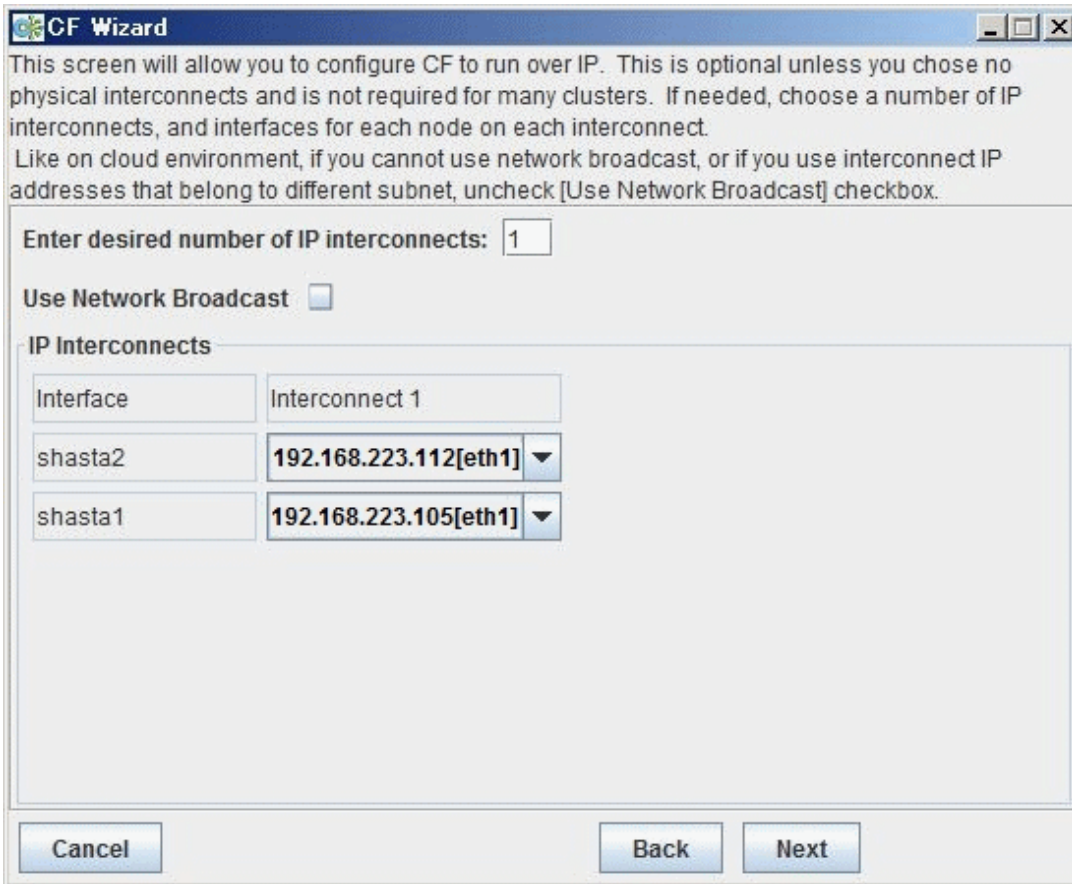 CF Wizard
This screen will allow you to configure CF to run over IP. This is optional unless you chose no
physical interconnects and is not required for many clusters. If needed, choose a number of IP
interconnects, and interfaces for each node on each interconnect.
Like on cloud environment, if you cannot use network broadcast, or if you use interconnect IP
addresses that belong to different subnet, uncheck [Use Network Broadcast] checkbox.
Enter desired number of IP interconnects: 1
Use Network Broadcast
IP Interconnects
Interface Interconnect 1
shasta2 192.168.223.112[eth1]
shasta1 192.168.223.105[eth1]
Cancel Back Next